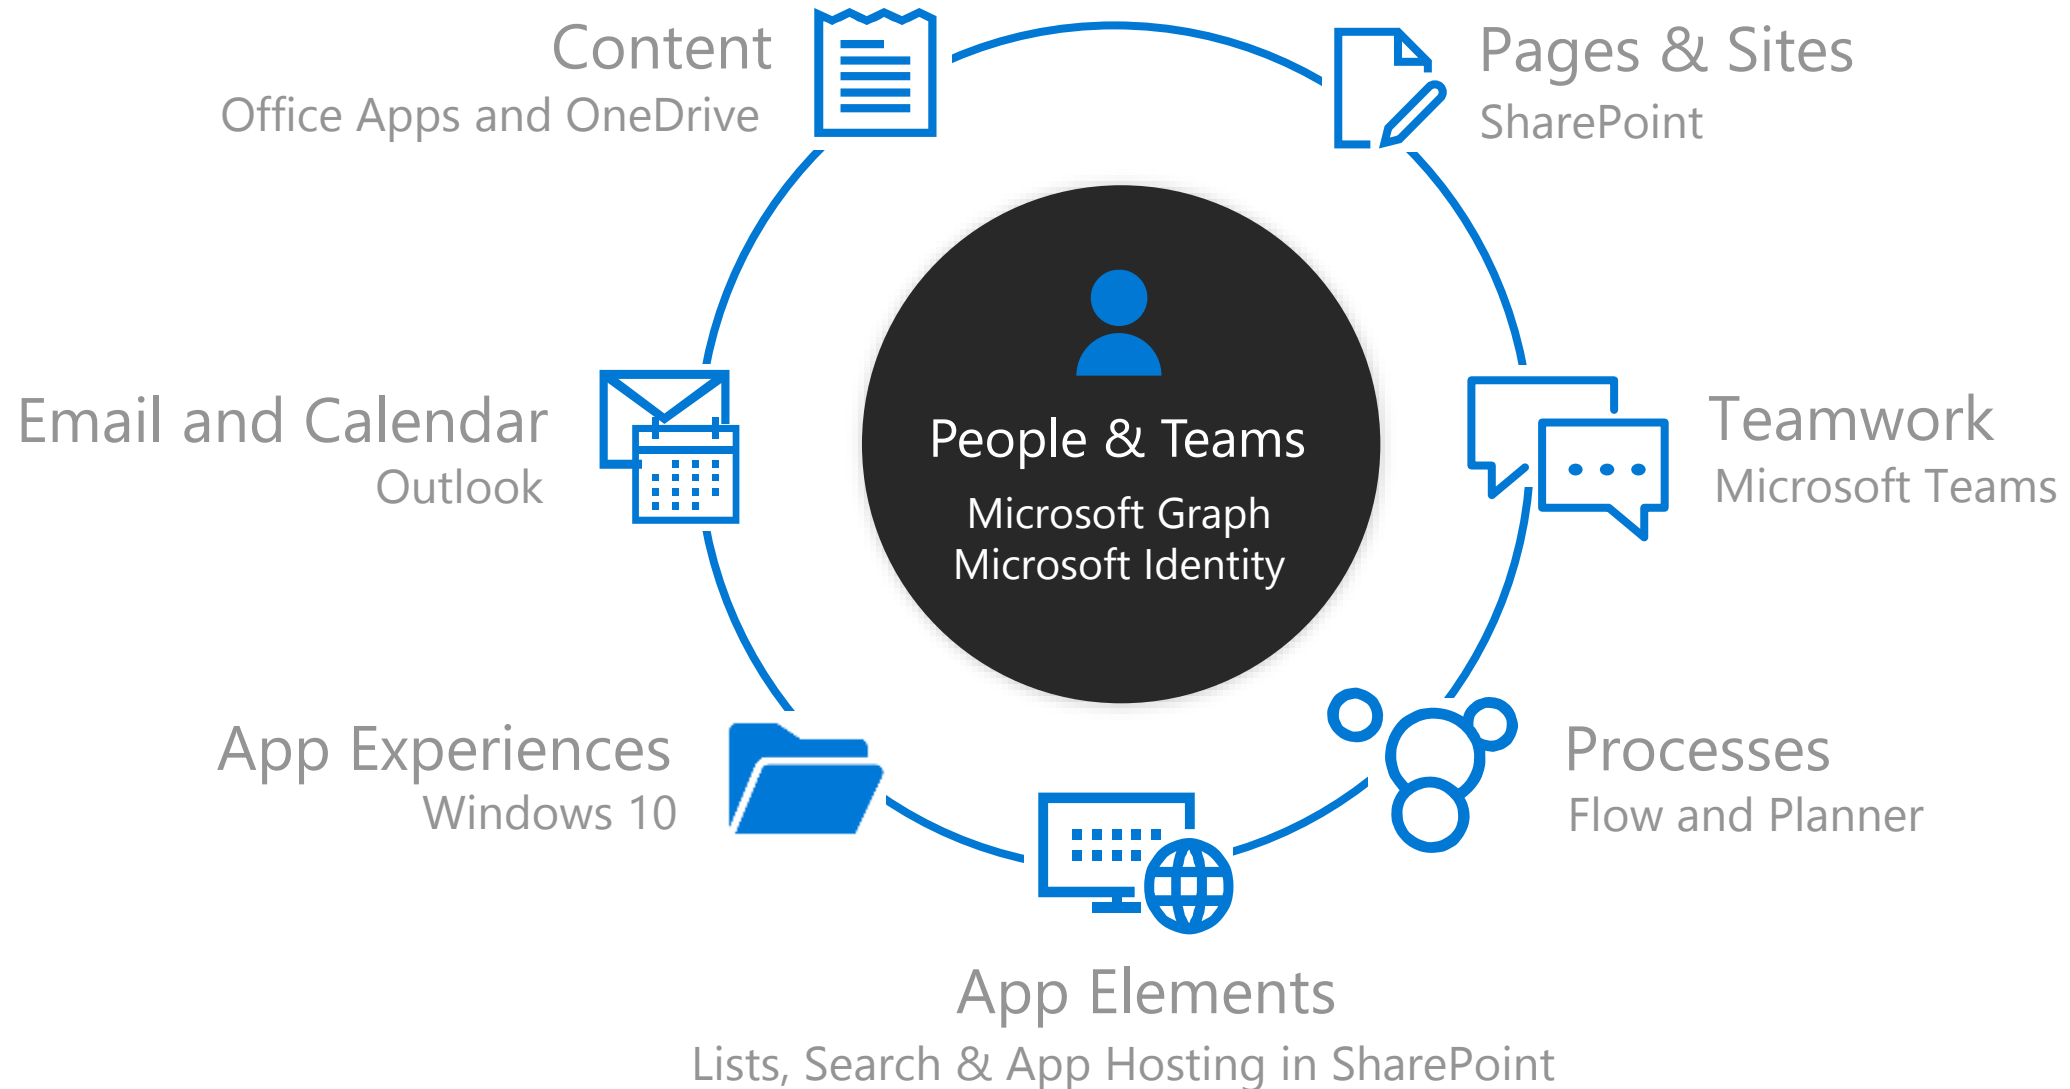 Content
Office Apps and OneDrive
Pages & Sites
SharePoint
Email and Calendar
Outlook
People & Teams
Microsoft Graph
Microsoft Identity
Teamwork
Microsoft Teams
App Experiences
Windows 10
Processes
Flow and Planner
App Elements
Lists, Search & App Hosting in SharePoint